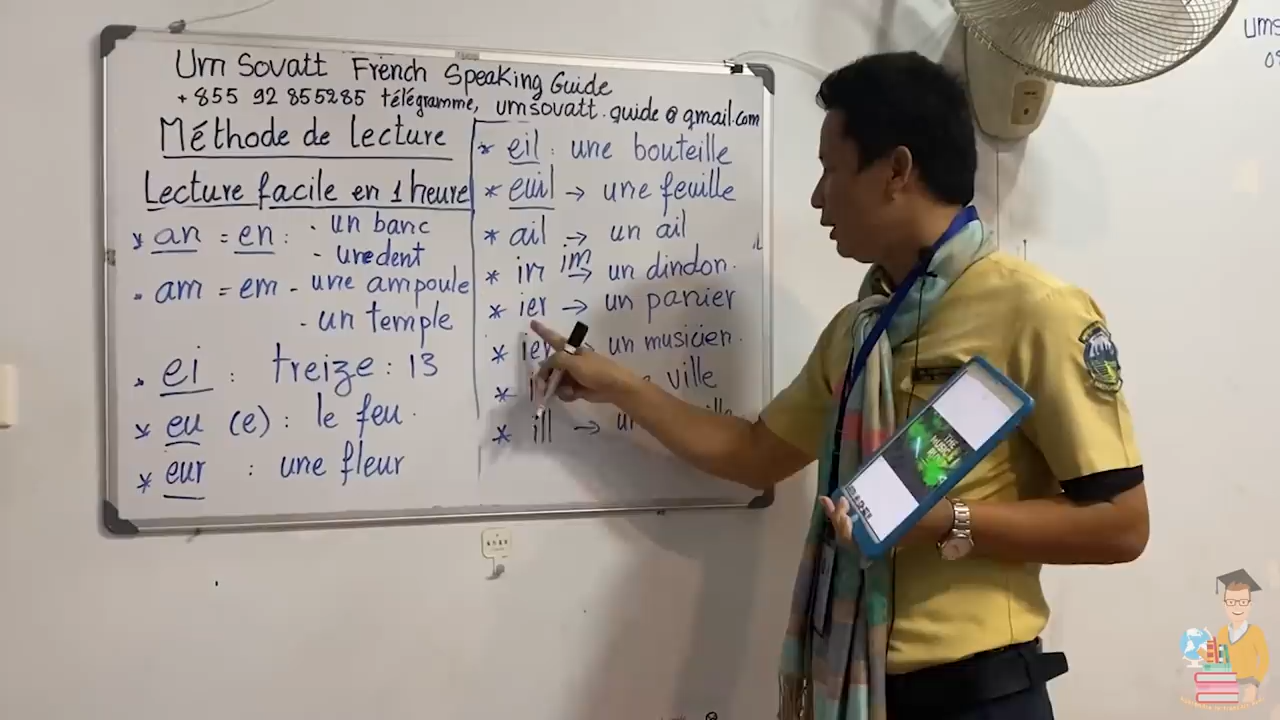 Um Sovatt French Speaking Guide
+855 92 855285 télégramme, umsovatt.guide@gmail.com
Méthode de lecture
Lecture facile en 1 heure
* an = en : - un banc
- une dent
- am = em - une ampoule
- un temple
- ei : treize : 13
* eu (e) : le feu.
* eur : une fleur
* eil : une bouteille
* euil → une feuille
* ail → un ail
* in im → un dindon.
* ier → un panier
* ien → un musicien.
* ville
* ill →
ums
THE